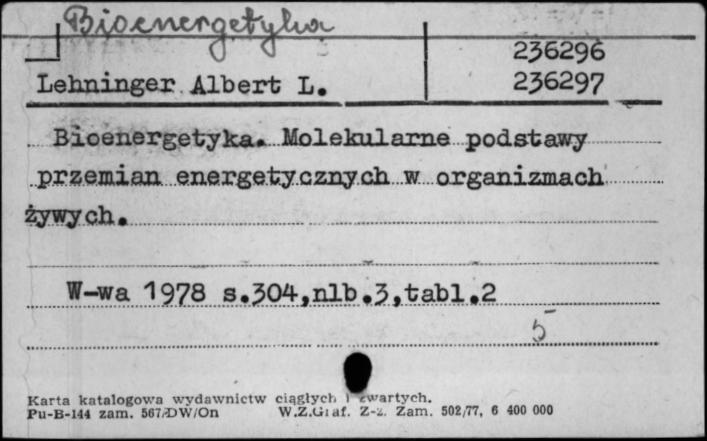 Bioenergetyka
236296
Lehninger Albert L. 236297
Bioenergetyka. Molekularne podstawy
przemian energetycznych w organizmach
żywych.
W-wa 1978 s.304,nlb.3,tabl.2
5
Karta katalogowa wydawnictw ciągłych i zwartych.
Pu-B-144 zam. 567/DW/On W.Z.Graf. Z-z. Zam. 502/77, 6 400 000